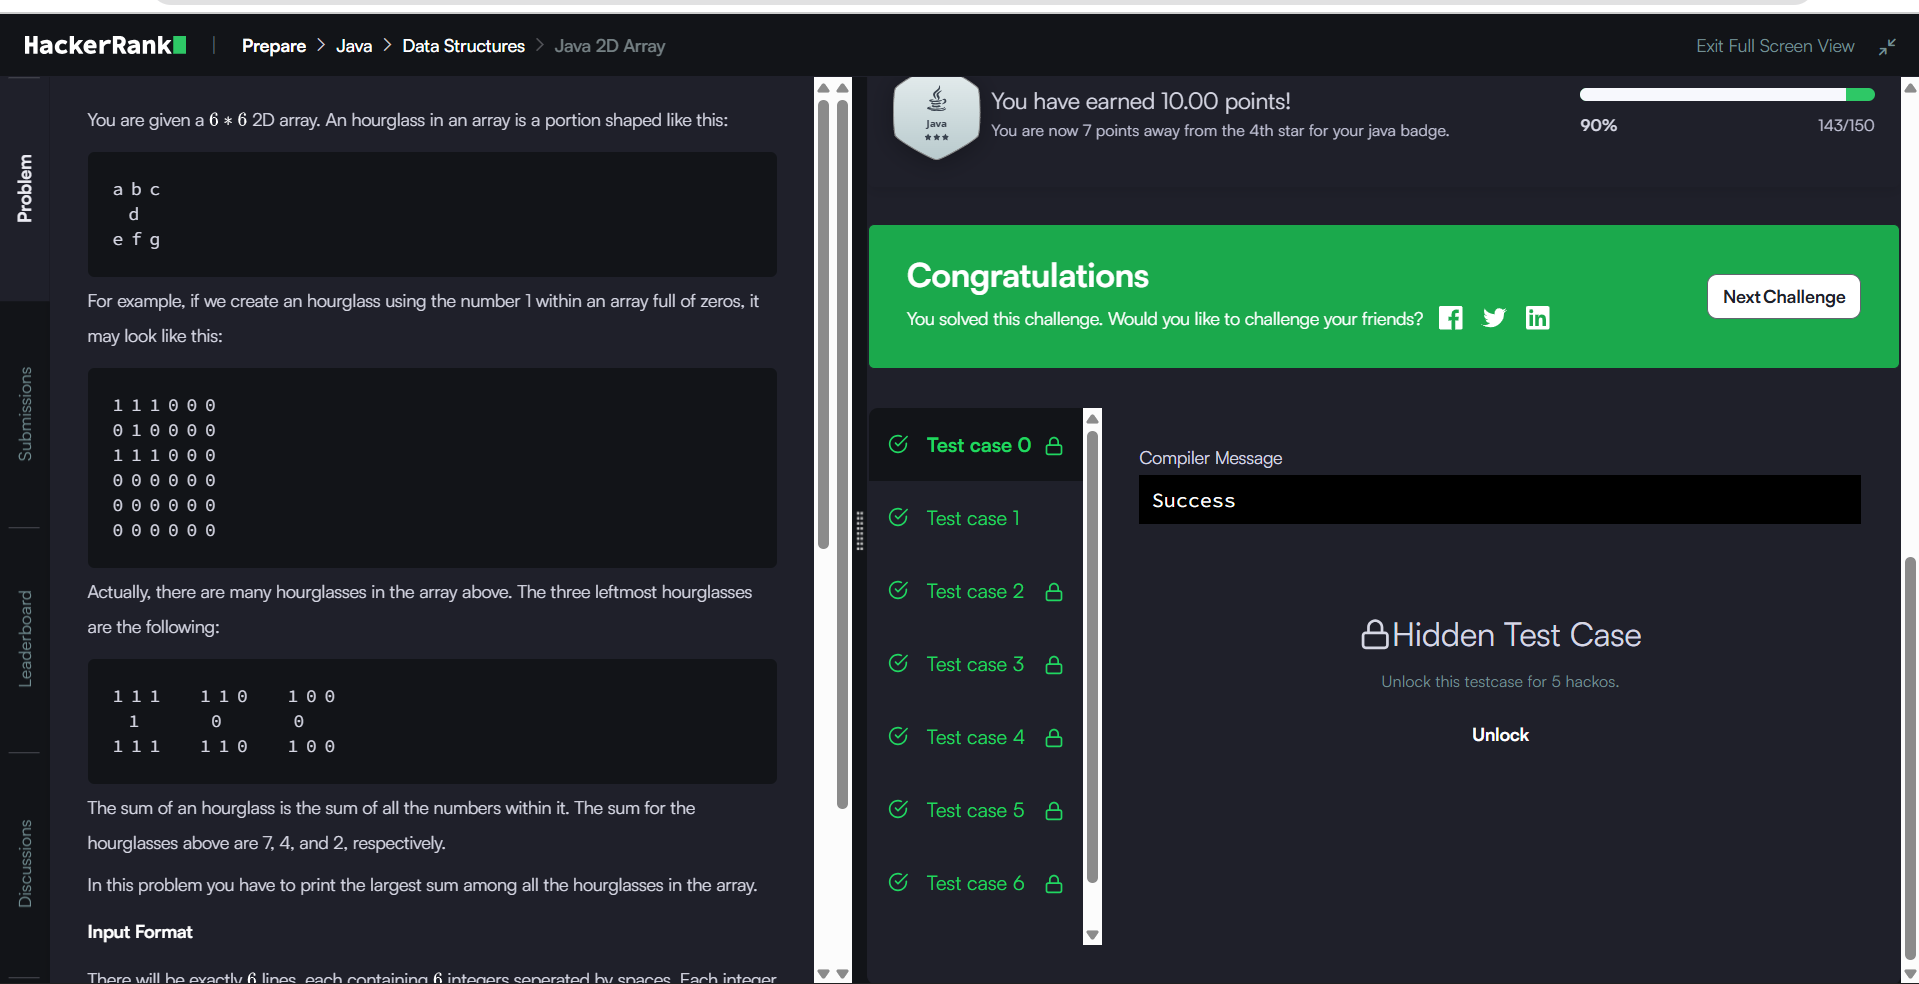 HackerRank | Prepare > Java > Data Structures > Java 2D Array
Exit Full Screen View
Problem
Submissions
Leaderboard
Discussions
You are given a 6 * 6 2D array. An hourglass in an array is a portion shaped like this:
a b c
d
e f g
For example, if we create an hourglass using the number 1 within an array full of zeros, it
may look like this:
1 1 1 0 0 0
0 1 0 0 0 0
1 1 1 0 0 0
0 0 0 0 0 0
0 0 0 0 0 0
0 0 0 0 0 0
Actually, there are many hourglasses in the array above. The three leftmost hourglasses
are the following:
1 1 1   1 1 0   1 0 0
1   0   0
1 1 1   1 1 0   1 0 0
The sum of an hourglass is the sum of all the numbers within it. The sum for the
hourglasses above are 7, 4, and 2, respectively.
In this problem you have to print the largest sum among all the hourglasses in the array.
Input Format
There will be exactly 6 lines, each containing 6 integers seperated by spaces. Each integer
Java
You have earned 10.00 points!
You are now 7 points away from the 4th star for your java badge.
90%
143/150
Congratulations
You solved this challenge. Would you like to challenge your friends?
Next Challenge
Test case 0
Test case 1
Test case 2
Test case 3
Test case 4
Test case 5
Test case 6
Compiler Message
Success
Hidden Test Case
Unlock this testcase for 5 hackos.
Unlock